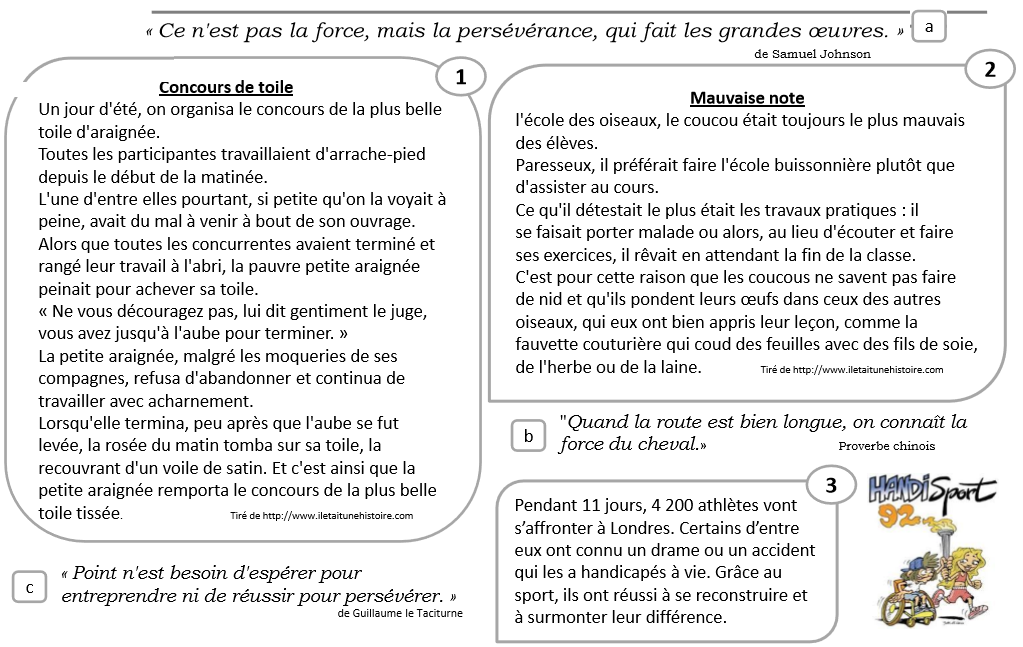 « Ce n'est pas la force, mais la persévérance, qui fait les grandes œuvres. »
a
de Samuel Johnson
1
Concours de toile
Un jour d'été, on organisa le concours de la plus belle
toile d'araignée.
Toutes les participantes travaillaient d'arrache-pied
depuis le début de la matinée.
L'une d'entre elles pourtant, si petite qu'on la voyait à
peine, avait du mal à venir à bout de son ouvrage.
Alors que toutes les concurrentes avaient terminé et
rangé leur travail à l'abri, la pauvre petite araignée
peinait pour achever sa toile.
« Ne vous découragez pas, lui dit gentiment le juge,
vous avez jusqu'à l'aube pour terminer. »
La petite araignée, malgré les moqueries de ses
compagnes, refusa d'abandonner et continua de
travailler avec acharnement.
Lorsqu'elle termina, peu après que l'aube se fut
levée, la rosée du matin tomba sur sa toile, la
recouvrant d'un voile de satin. Et c'est ainsi que la
petite araignée remporta le concours de la plus belle
toile tissée.
Tiré de http://www.iletaitunehistoire.com
2
Mauvaise note
l'école des oiseaux, le coucou était toujours le plus mauvais
des élèves.
Paresseux, il préférait faire l'école buissonnière plutôt que
d'assister au cours.
Ce qu'il détestait le plus était les travaux pratiques : il
se faisait porter malade ou alors, au lieu d'écouter et faire
ses exercices, il rêvait en attendant la fin de la classe.
C'est pour cette raison que les coucous ne savent pas faire
de nid et qu'ils pondent leurs œufs dans ceux des autres
oiseaux, qui eux ont bien appris leur leçon, comme la
fauvette couturière qui coud des feuilles avec des fils de soie,
de l'herbe ou de la laine.
Tiré de http://www.iletaitunehistoire.com
b
"Quand la route est bien longue, on connaît la
force du cheval.»
Proverbe chinois
3
Pendant 11 jours, 4 200 athlètes vont
s’affronter à Londres. Certains d’entre
eux ont connu un drame ou un accident
qui les a handicapés à vie. Grâce au
sport, ils ont réussi à se reconstruire et
à surmonter leur différence.
HANDISport
92
c
« Point n'est besoin d'espérer pour
entreprendre ni de réussir pour persévérer. »
de Guillaume le Taciturne